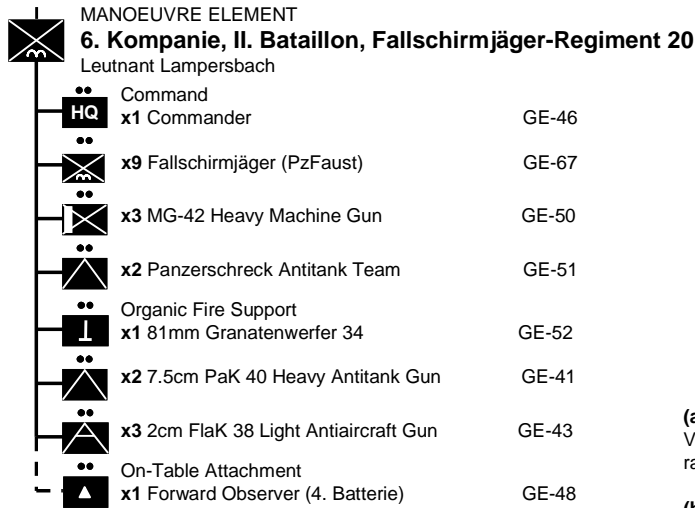 MANOEUVRE ELEMENT
6. Kompanie, II. Bataillon, Fallschirmjäger-Regiment 20
Leutnant Lampersbach
Command
HQ x1 Commander GE-46
x9 Fallschirmjäger (PzFaust) GE-67
x3 MG-42 Heavy Machine Gun GE-50
x2 Panzerschreck Antitank Team GE-51
Organic Fire Support
x1 81mm Granatenwerfer 34 GE-52
x2 7.5cm PaK 40 Heavy Antitank Gun GE-41
x3 2cm FlaK 38 Light Antiaircraft Gun GE-43
On-Table Attachment
x1 Forward Observer (4. Batterie) GE-48